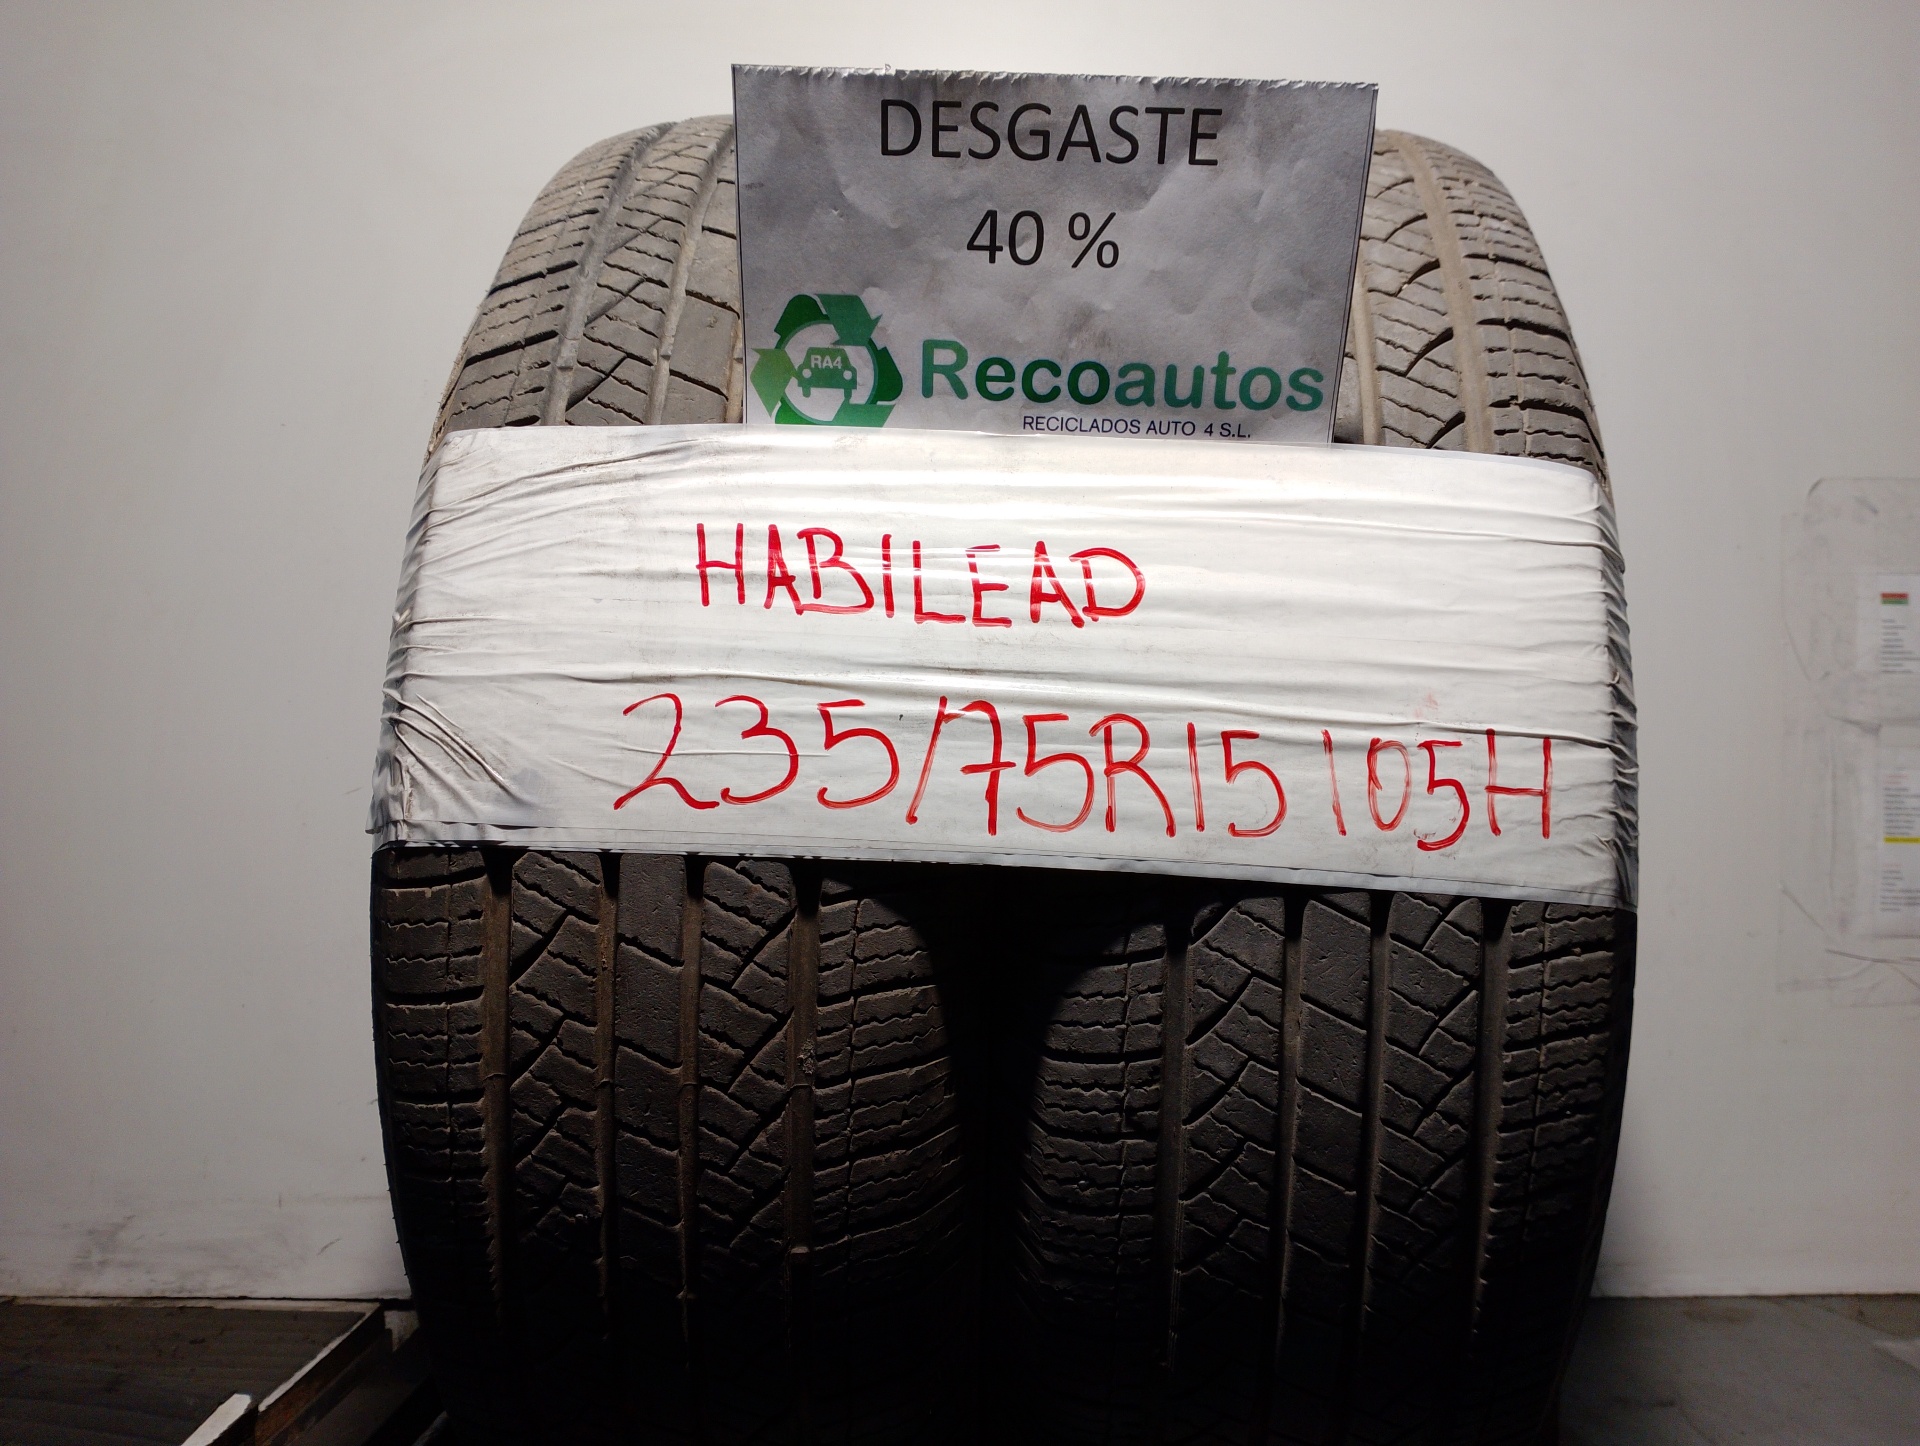 DESGASTE
40 %
RA4
Recoautos
RECICLADOS AUTO 4 S.L.
HABILEAD
235/75R15 105H